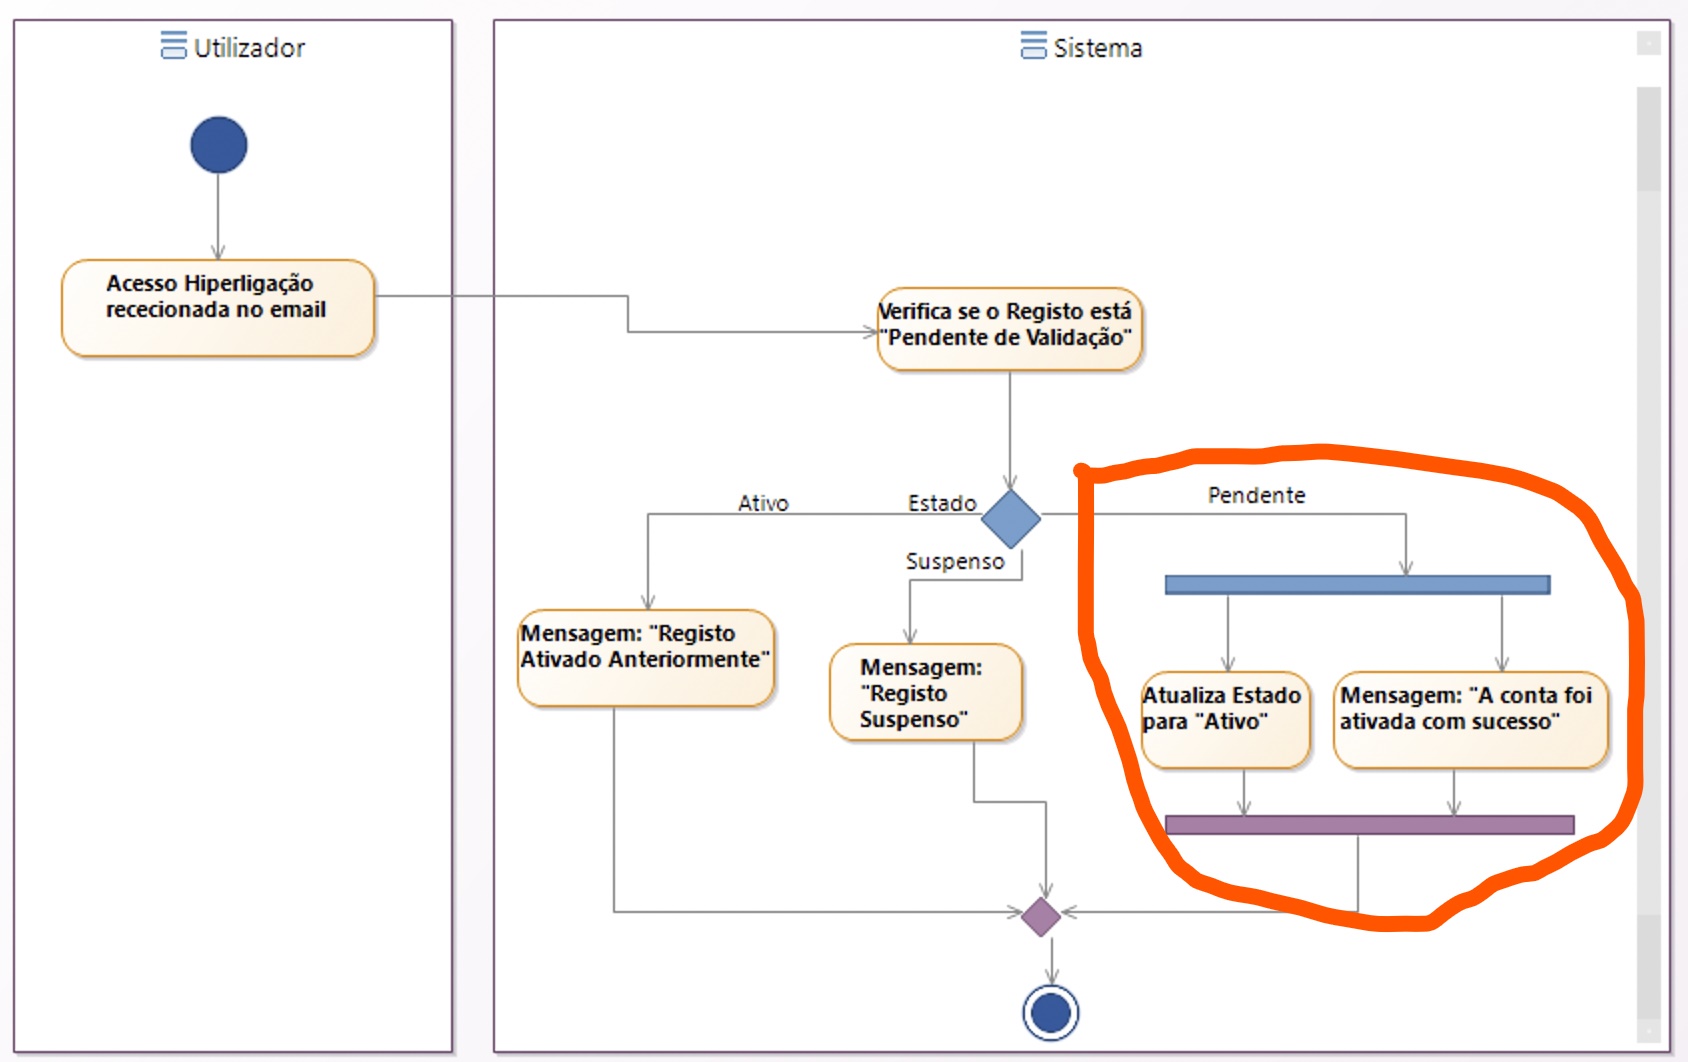 Utilizador
Sistema
Acesso Hiperligação
rececionada no email
Verifica se o Registo está
"Pendente de Validação"
Ativo
Estado
Pendente
Suspenso
Mensagem: "Registo
Ativado Anteriormente"
Mensagem:
"Registo
Suspenso"
Atualiza Estado
para "Ativo"
Mensagem: "A conta foi
ativada com sucesso"